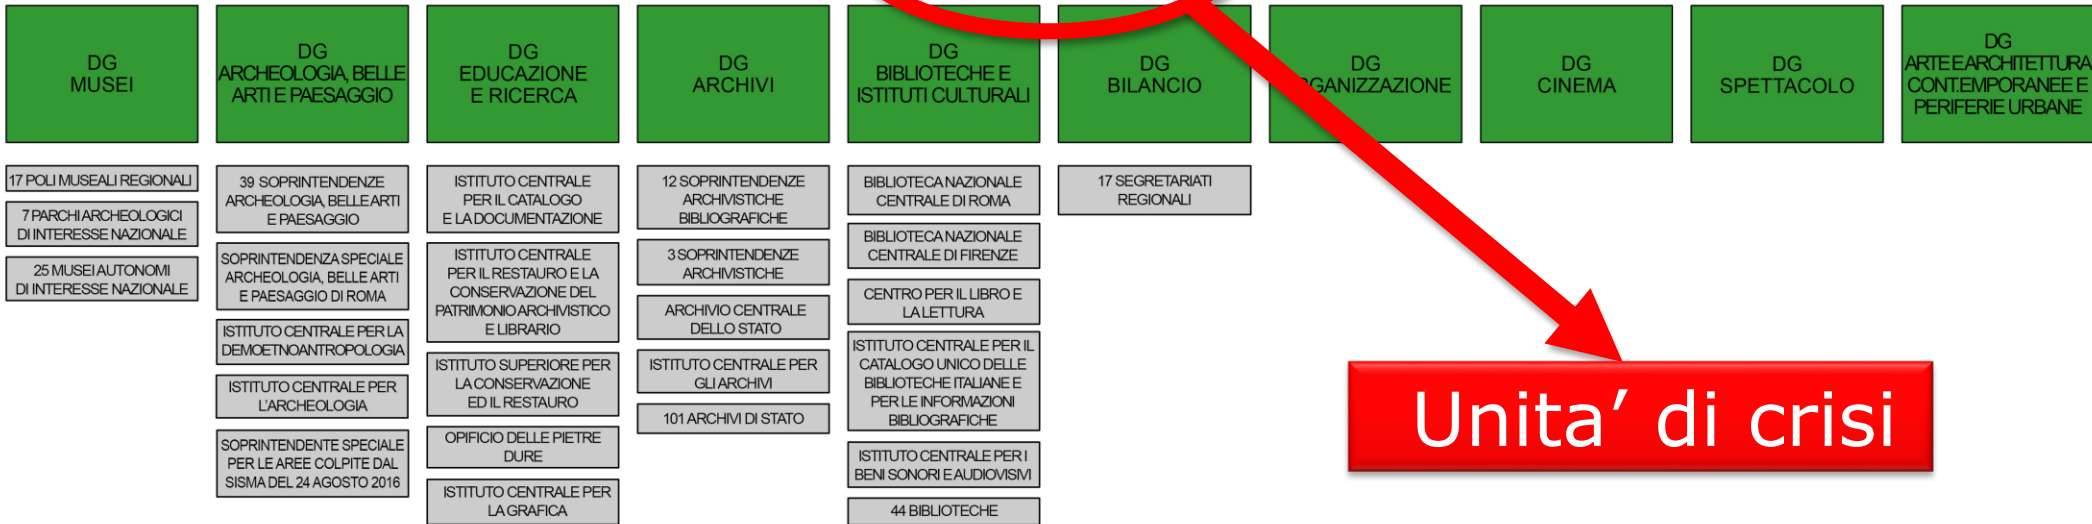 DG
MUSEI
17 POLI MUSEALI REGIONALI
7 PARCHI ARCHEOLOGICI
DI INTERESSE NAZIONALE
25 MUSEI AUTONOMI
DI INTERESSE NAZIONALE
DG
ARCHEOLOGIA, BELLE
ARTI E PAESAGGIO
39 SOPRINTENDENZE
ARCHEOLOGIA, BELLE ARTI
E PAESAGGIO
SOPRINTENDENZA SPECIALE
ARCHEOLOGIA, BELLE ARTI
E PAESAGGIO DI ROMA
ISTITUTO CENTRALE PER LA
DEMOETNOANTROPOLOGIA
ISTITUTO CENTRALE PER
L'ARCHEOLOGIA
SOPRINTENDENTE SPECIALE
PER LE AREE COLPITE DAL
SISMA DEL 24 AGOSTO 2016
DG
EDUCAZIONE
E RICERCA
ISTITUTO CENTRALE
PER IL CATALOGO
E LA DOCUMENTAZIONE
ISTITUTO CENTRALE
PER IL RESTAURO E LA
CONSERVAZIONE DEL
PATRIMONIO ARCHIVISTICO
E LIBRARIO
ISTITUTO SUPERIORE PER
LA CONSERVAZIONE
ED IL RESTAURO
OPIFICIO DELLE PIETRE
DURE
ISTITUTO CENTRALE PER
LA GRAFICA
DG
ARCHIVI
12 SOPRINTENDENZE
ARCHIVISTICHE
BIBLIOGRAFICHE
3 SOPRINTENDENZE
ARCHIVISTICHE
ARCHIVIO CENTRALE
DELLO STATO
ISTITUTO CENTRALE PER
GLI ARCHIVI
101 ARCHIVI DI STATO
DG
BIBLIOTECHE E
ISTITUTI CULTURALI
BIBLIOTECA NAZIONALE
CENTRALE DI ROMA
BIBLIOTECA NAZIONALE
CENTRALE DI FIRENZE
CENTRO PER IL LIBRO E
LA LETTURA
ISTITUTO CENTRALE PER IL
CATALOGO UNICO DELLE
BIBLIOTECHE ITALIANE E
PER LE INFORMAZIONI
BIBLIOGRAFICHE
ISTITUTO CENTRALE PER I
BENI SONORI E AUDIOVISIVI
44 BIBLIOTECHE
DG
BILANCIO
17 SEGRETARIATI
REGIONALI
DG
GANIZZAZIONE
DG
CINEMA
DG
SPETTACOLO
DG
ARTE E ARCHITETTURA
CONT.EMPORANEE E
PERIFERIE URBANE
Unita’ di crisi